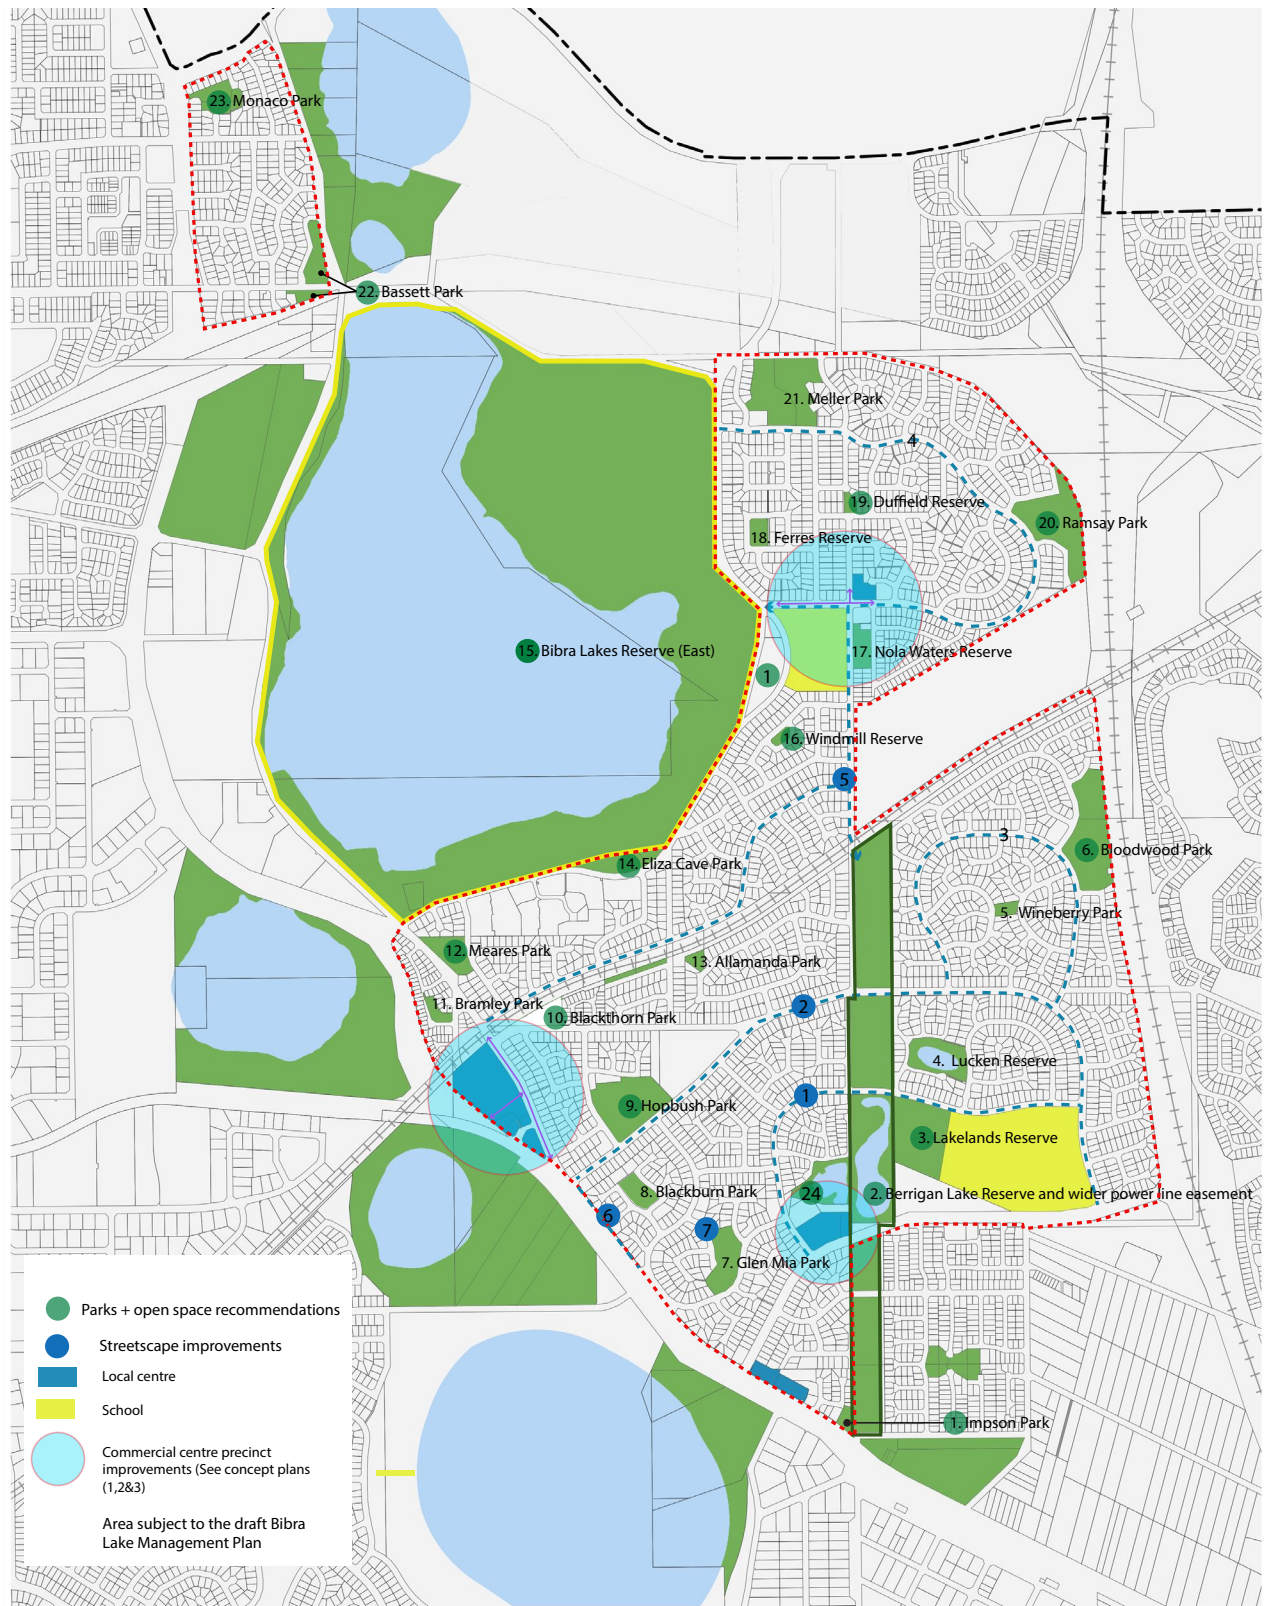 23. Monaco Park
22. Bassett Park
21. Meller Park
4
19. Duffield Reserve
20. Ramsay Park
18. Ferres Reserve
15. Bibra Lakes Reserve (East)
17. Nola Waters Reserve
1
16. Windmill Reserve
5
3
14. Eliza Cave Park
6. Bloodwood Park
5. Wineberry Park
12. Meares Park
13. Allamanda Park
11. Bramley Park
2
10. Blackthorn Park
4. Lucken Reserve
1
9. Hopbush Park
3. Lakelands Reserve
8. Blackburn Park
24
2. Berrigan Lake Reserve and wider power line easement
6
7
7. Glen Mia Park
1. Impson Park
Parks + open space recommendations
Streetscape improvements
Local centre
School
Commercial centre precinct
improvements (See concept plans
(1,2&3)
Area subject to the draft Bibra
Lake Management Plan